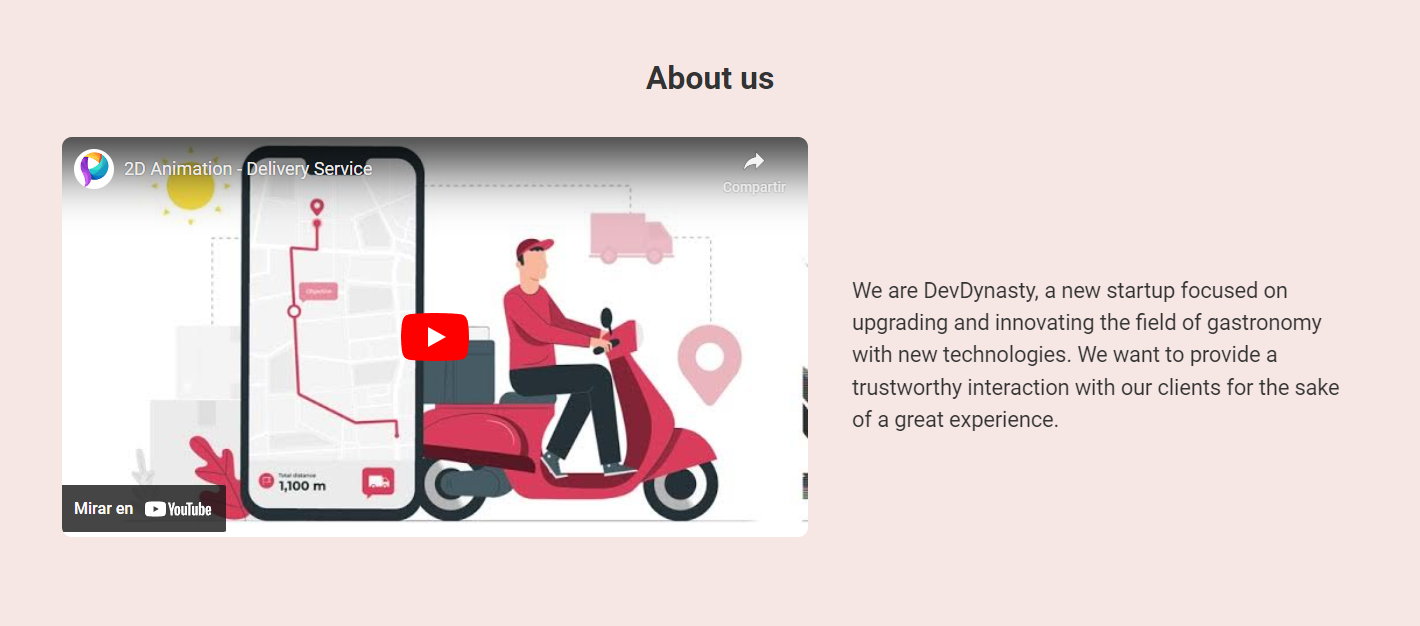 About us
2D Animation - Delivery Service
Compartir
Objective
Total distance
1,100 m
Mirar en YouTube
We are DevDynasty, a new startup focused on
upgrading and innovating the field of gastronomy
with new technologies. We want to provide a
trustworthy interaction with our clients for the sake
of a great experience.